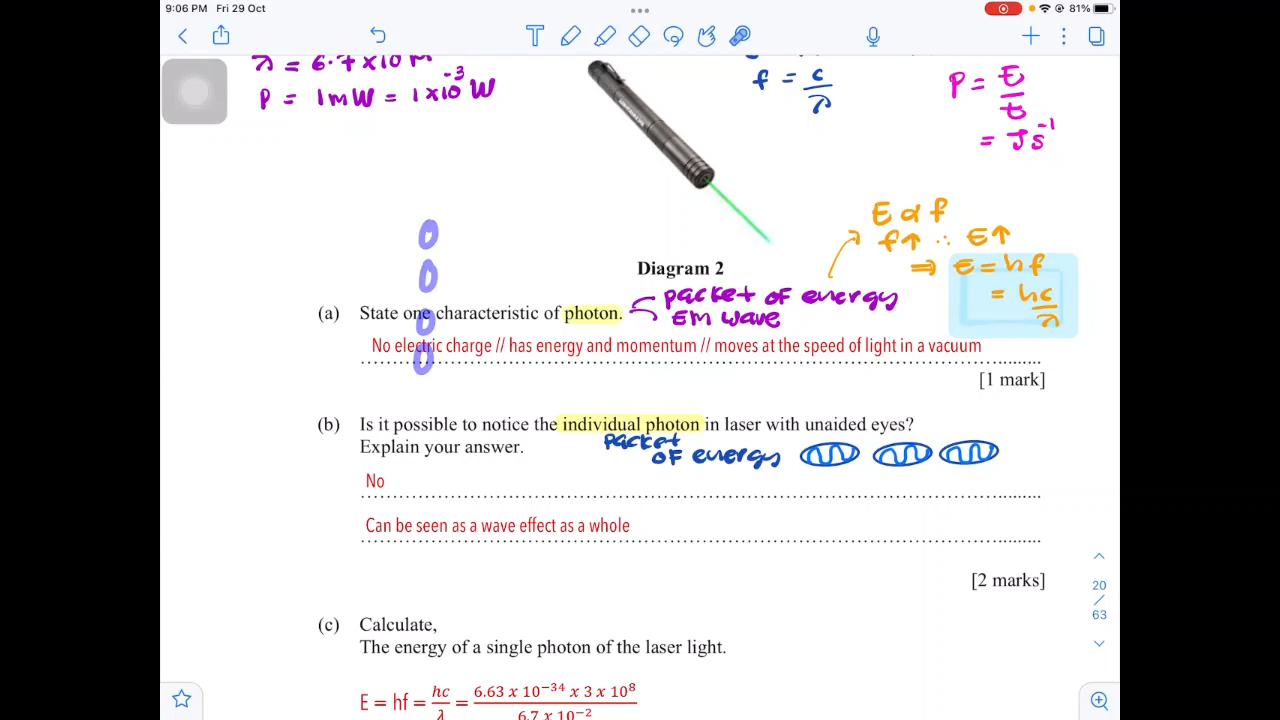 9:06 PM Fri 29 Oct
81%
T
λ = 6.7 x10 m
P = 1mW = 1 x10⁻³ W
f = c/λ
P = E/t
= Js⁻¹
E α f
f↑ ∴ E↑
⇒ E = hf
= hc/λ
Diagram 2
(a) State one characteristic of photon. packet of energy
EM wave
No electric charge // has energy and momentum // moves at the speed of light in a vacuum
[1 mark]
(b) Is it possible to notice the individual photon in laser with unaided eyes?
Explain your answer. packet of energy
No
Can be seen as a wave effect as a whole
[2 marks]
20
/
63
(c) Calculate,
The energy of a single photon of the laser light.
E = hf = hc/λ = 6.63 x 10⁻³⁴ x 3 x 10⁸ / 6.7 x 10⁻²